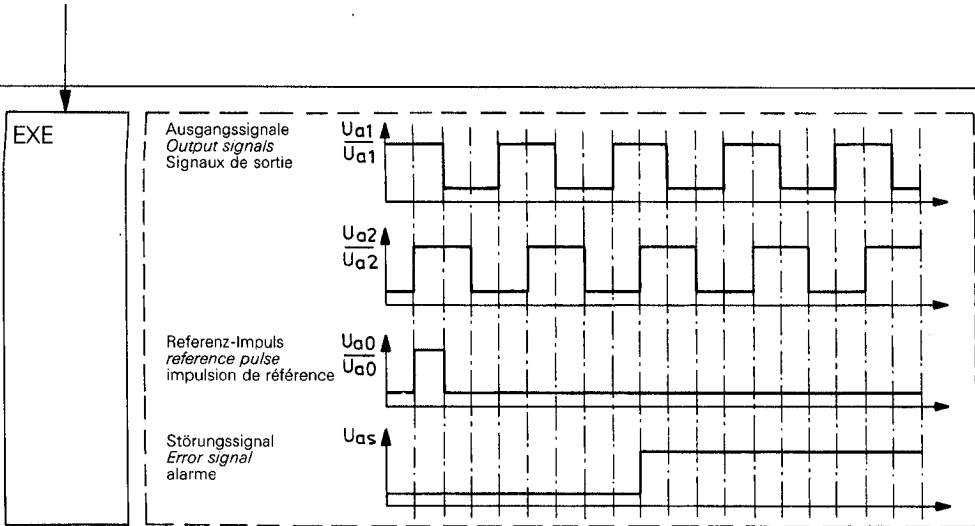 EXE
Ausgangssignale
Output signals
Signaux de sortie
Ua1
Ua1
Ua2
Ua2
Referenz-Impuls
reference pulse
impulsion de référence
Ua0
Ua0
Störungssignal
Error signal
alarme
Uas